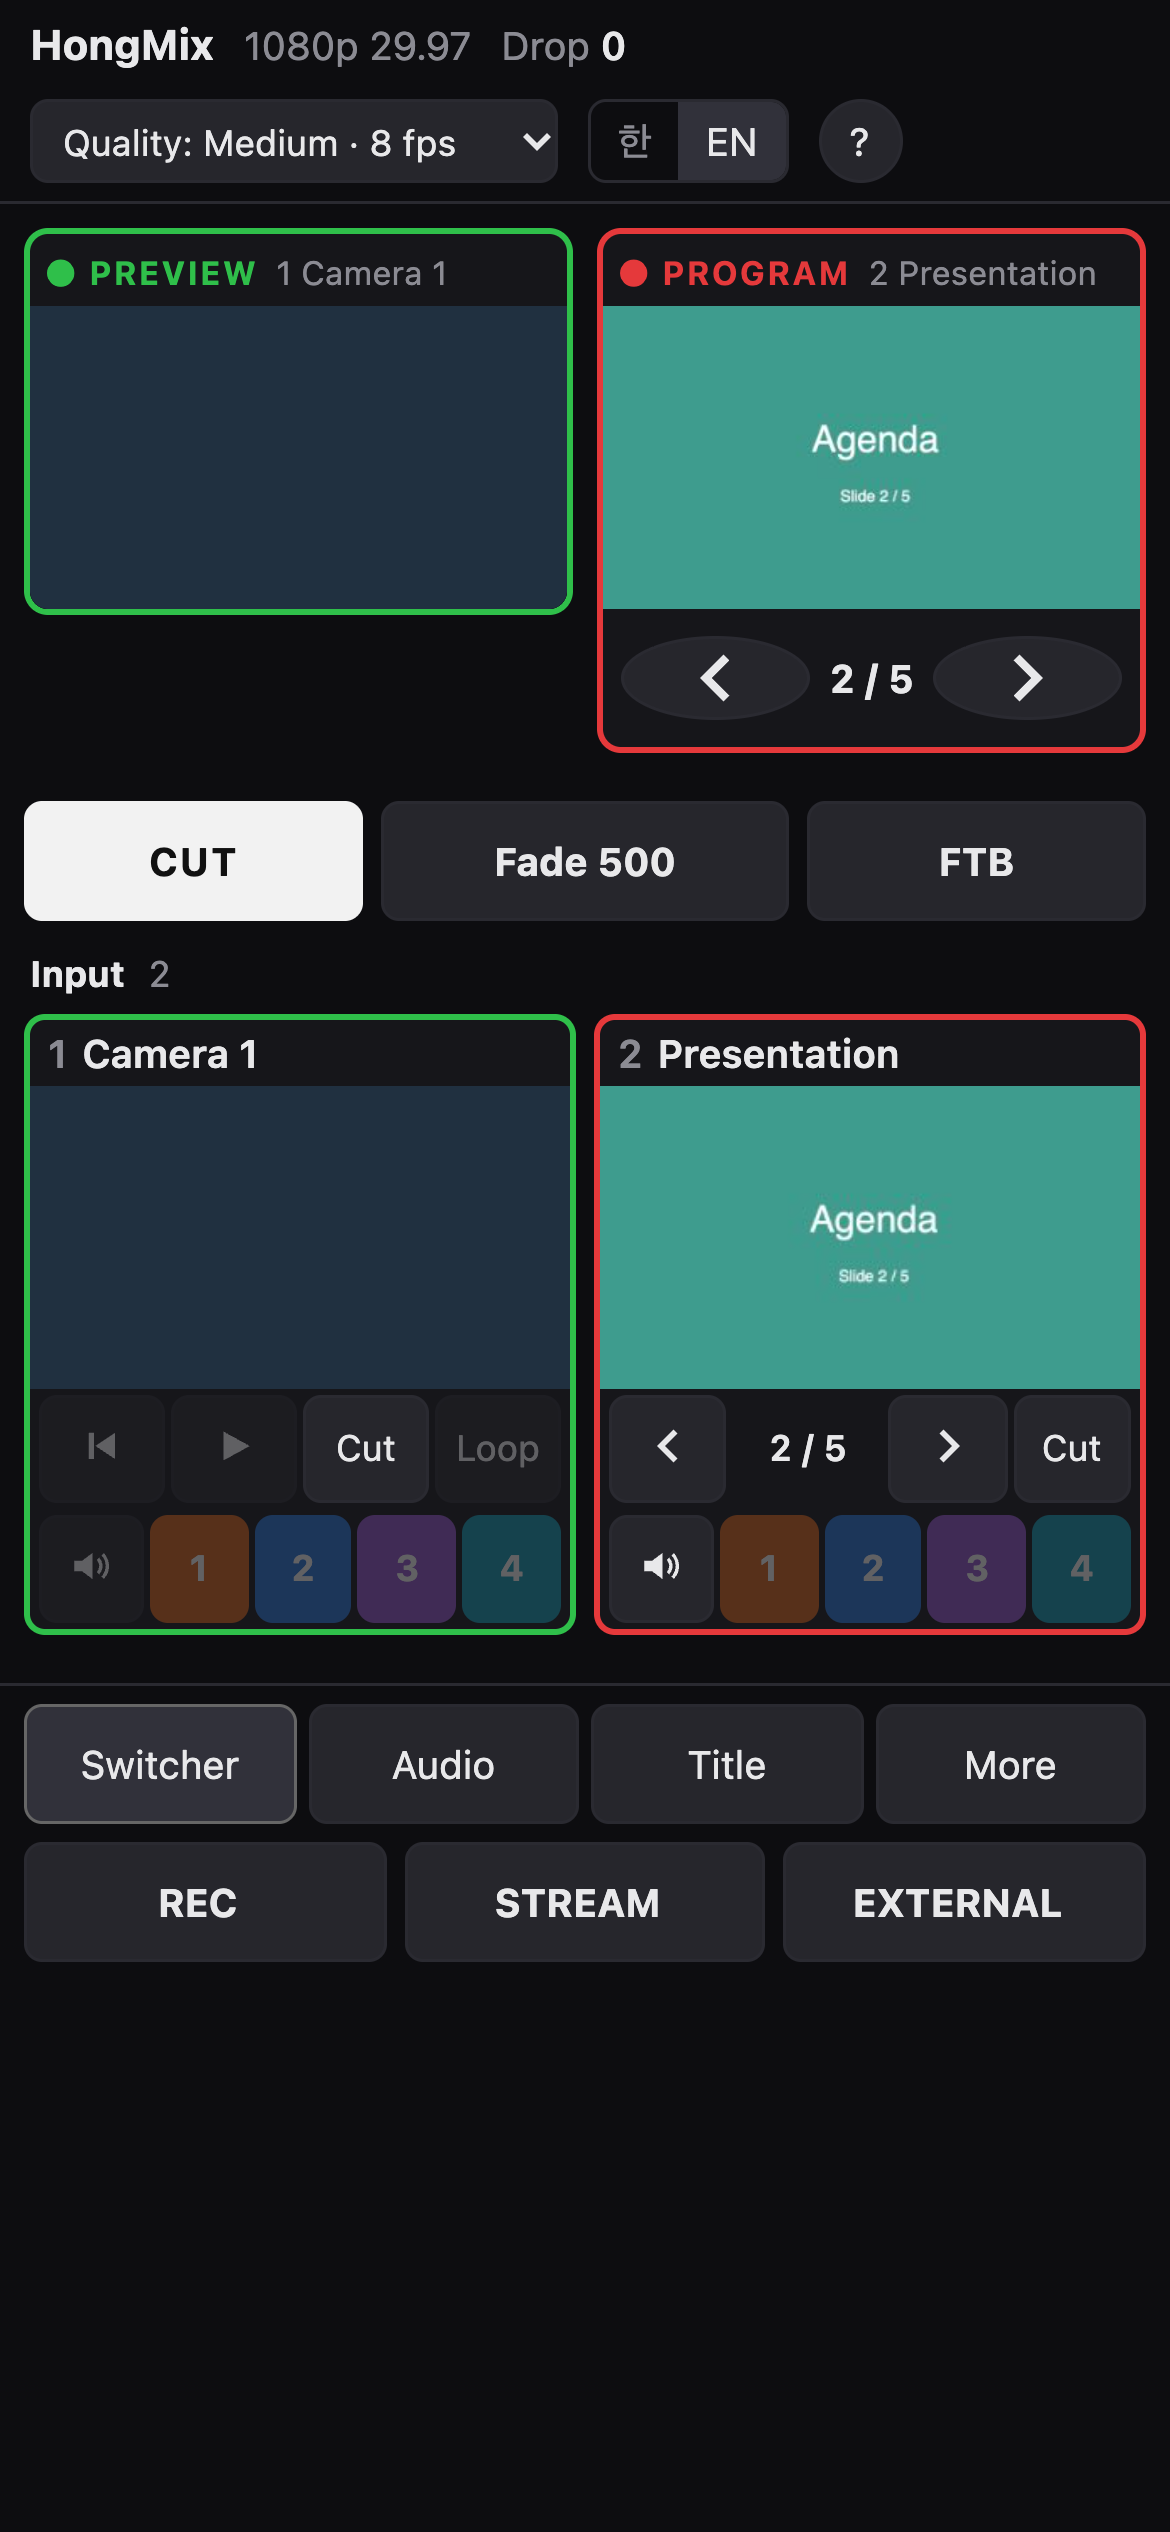 HongMix 1080p 29.97 Drop 0
Quality: Medium · 8 fps 한 EN ?
PREVIEW 1 Camera 1
PROGRAM 2 Presentation
Agenda
Slide 2 / 5
2 / 5
CUT Fade 500 FTB
Input 2
1 Camera 1
2 Presentation
Agenda
Slide 2 / 5
Cut Loop
2 / 5 Cut
1 2 3 4
1 2 3 4
Switcher Audio Title More
REC STREAM EXTERNAL